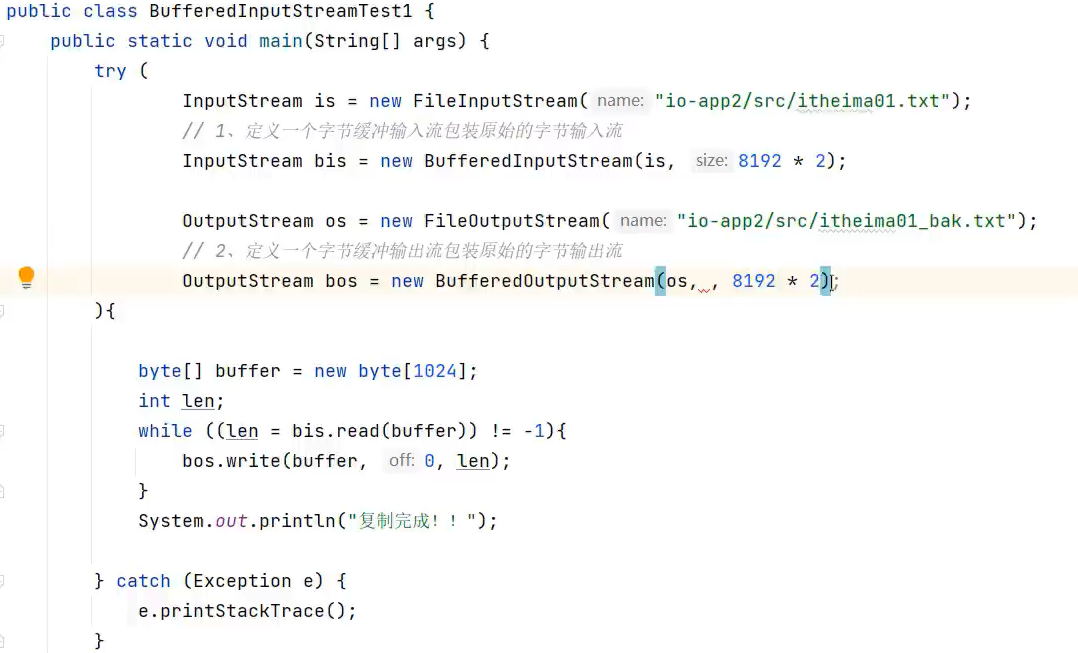 public class BufferedInputStreamTest1 {
public static void main(String[] args) {
try (
InputStream is = new FileInputStream( name: "io-app2/src/itheima01.txt");
// 1、定义一个字节缓冲输入流包装原始的字节输入流
InputStream bis = new BufferedInputStream(is, size: 8192 * 2);
OutputStream os = new FileOutputStream( name: "io-app2/src/itheima01_bak.txt");
// 2、定义一个字节缓冲输出流包装原始的字节输出流
OutputStream bos = new BufferedOutputStream(os, , 8192 * 2);
){
byte[] buffer = new byte[1024];
int len;
while ((len = bis.read(buffer)) != -1){
bos.write(buffer, off: 0, len);
}
System.out.println("复制完成！！");
} catch (Exception e) {
e.printStackTrace();
}